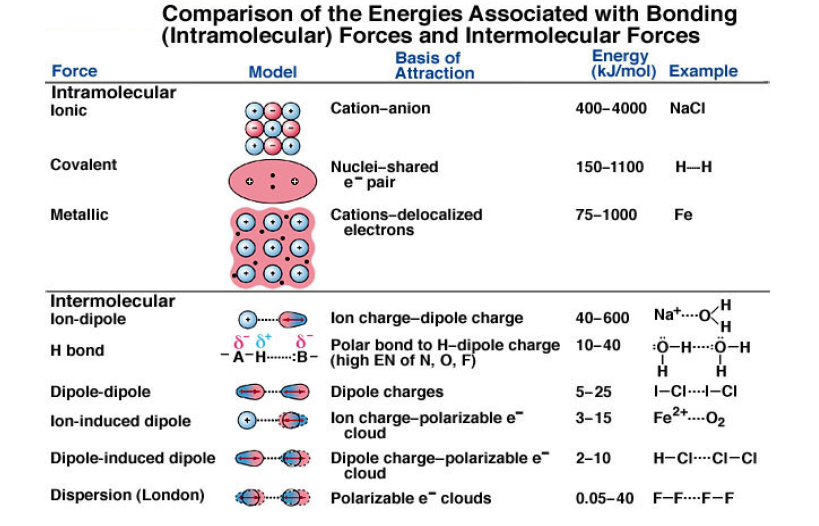 Comparison of the Energies Associated with Bonding
(Intramolecular) Forces and Intermolecular Forces
Force Model Basis of Attraction Energy (kJ/mol) Example
Intramolecular
Ionic Cation–anion 400–4000 NaCl
Covalent Nuclei–shared e⁻ pair 150-1100 H—H
Metallic Cations–delocalized electrons 75–1000 Fe
Intermolecular
Ion-dipole Ion charge–dipole charge 40-600 Na⁺····O H H
H bond δ⁻ δ⁺ δ⁻ –A–H······:B– Polar bond to H–dipole charge (high EN of N, O, F) 10–40 :Ö–H····:Ö–H H H
Dipole-dipole Dipole charges 5–25 I–Cl····I–Cl
Ion-induced dipole Ion charge–polarizable e⁻ cloud 3–15 Fe²⁺····O₂
Dipole-induced dipole Dipole charge–polarizable e⁻ cloud 2–10 H–Cl····Cl–Cl
Dispersion (London) Polarizable e⁻ clouds 0.05–40 F–F····F–F